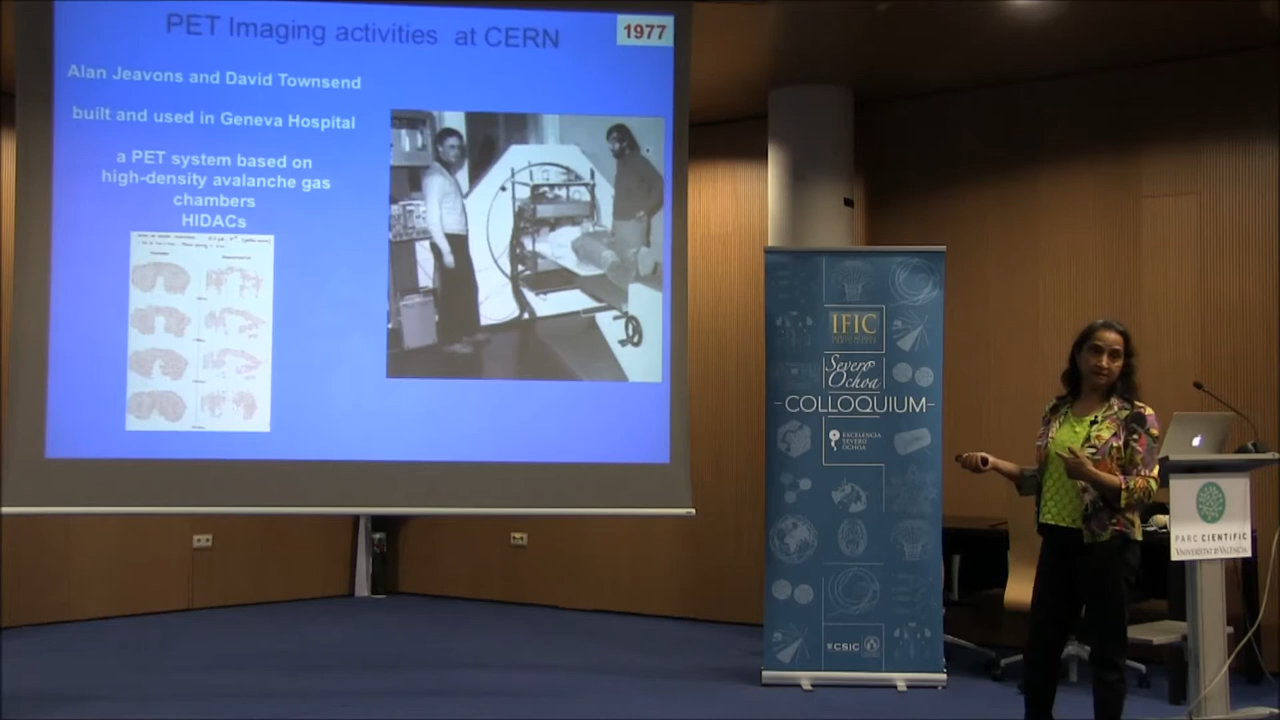 PET Imaging activities at CERN
1977
Alan Jeavons and David Townsend
built and used in Geneva Hospital
a PET system based on
high-density avalanche gas
chambers
HIDACs
IFIC
Severo
Ochoa
COLLOQUIUM
EXCELENCIA
SEVERO
OCHOA
CSIC
PARC CIENTÍFIC
VNIVERSITAT DE VALÈNCIA